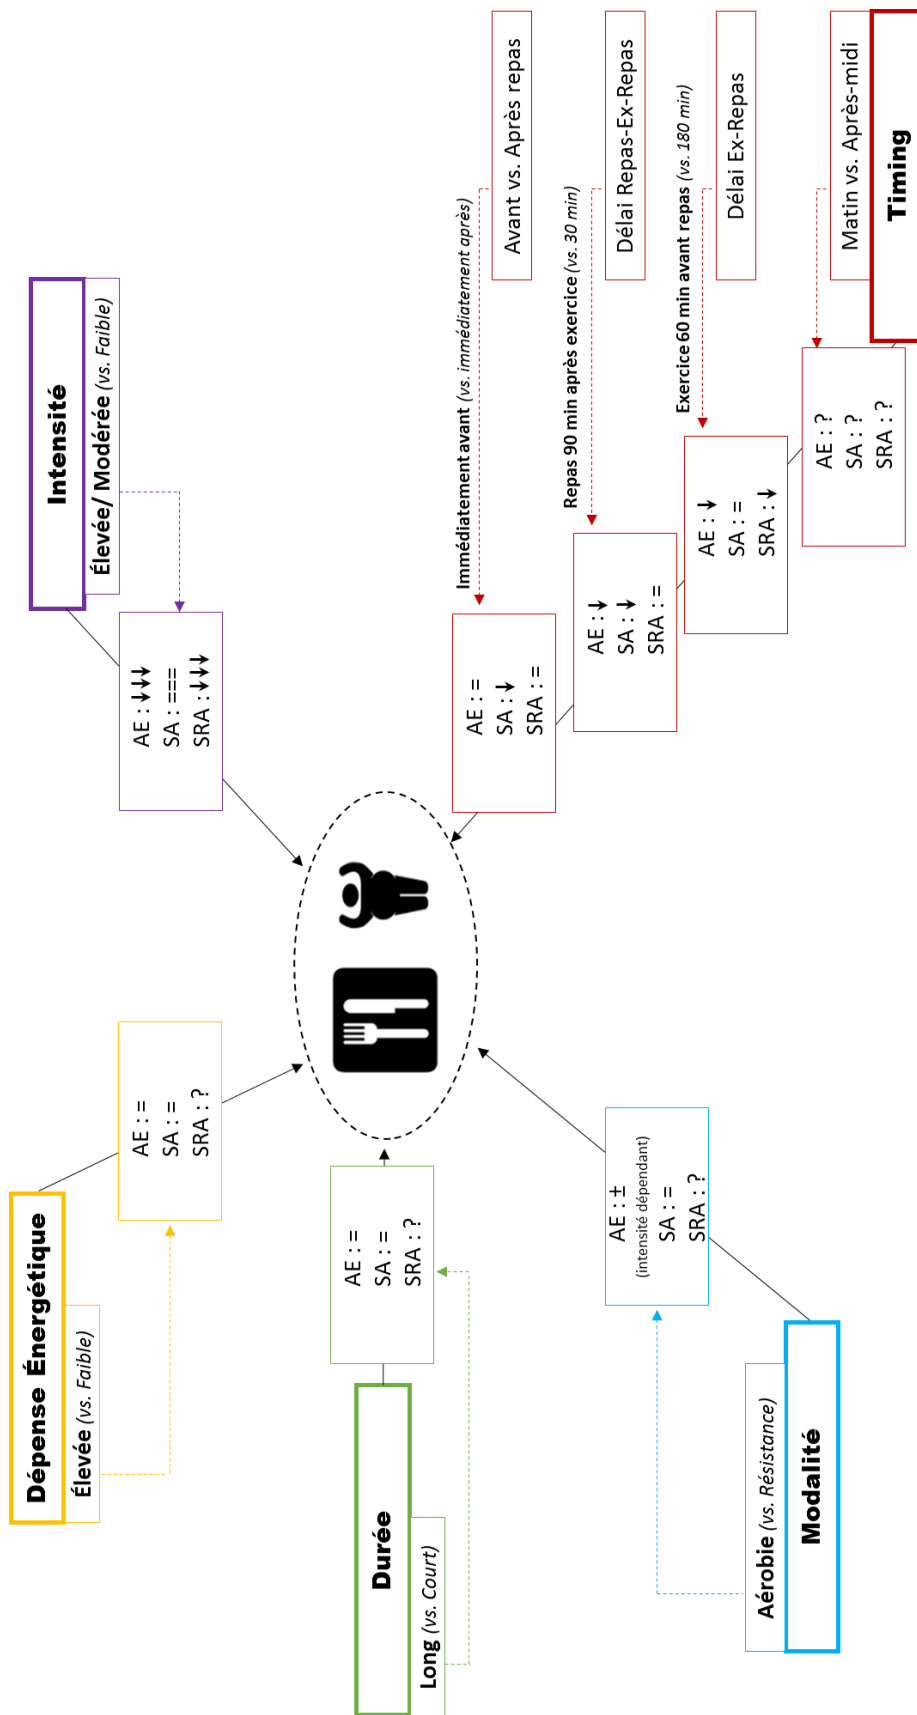 Dépense Énergétique
Élevée (vs. Faible)
AE : =
SA : =
SRA : ?
Intensité
Élevée/ Modérée (vs. Faible)
AE : ↓↓↓
SA : ===
SRA : ↓↓↓
Durée
Long (vs. Court)
AE : =
SA : =
SRA : ?
Immédiatement avant (vs. immédiatement après)
Avant vs. Après repas
AE : =
SA : ↓
SRA : =
Repas 90 min après exercice (vs. 30 min)
Délai Repas-Ex-Repas
AE : ↓
SA : ↓
SRA : =
Exercice 60 min avant repas (vs. 180 min)
Délai Ex-Repas
AE : ↓
SA : =
SRA : ↓
Matin vs. Après-midi
AE : ?
SA : ?
SRA : ?
Timing
AE : ±
(intensité dépendant)
SA : =
SRA : ?
Aérobie (vs. Résistance)
Modalité